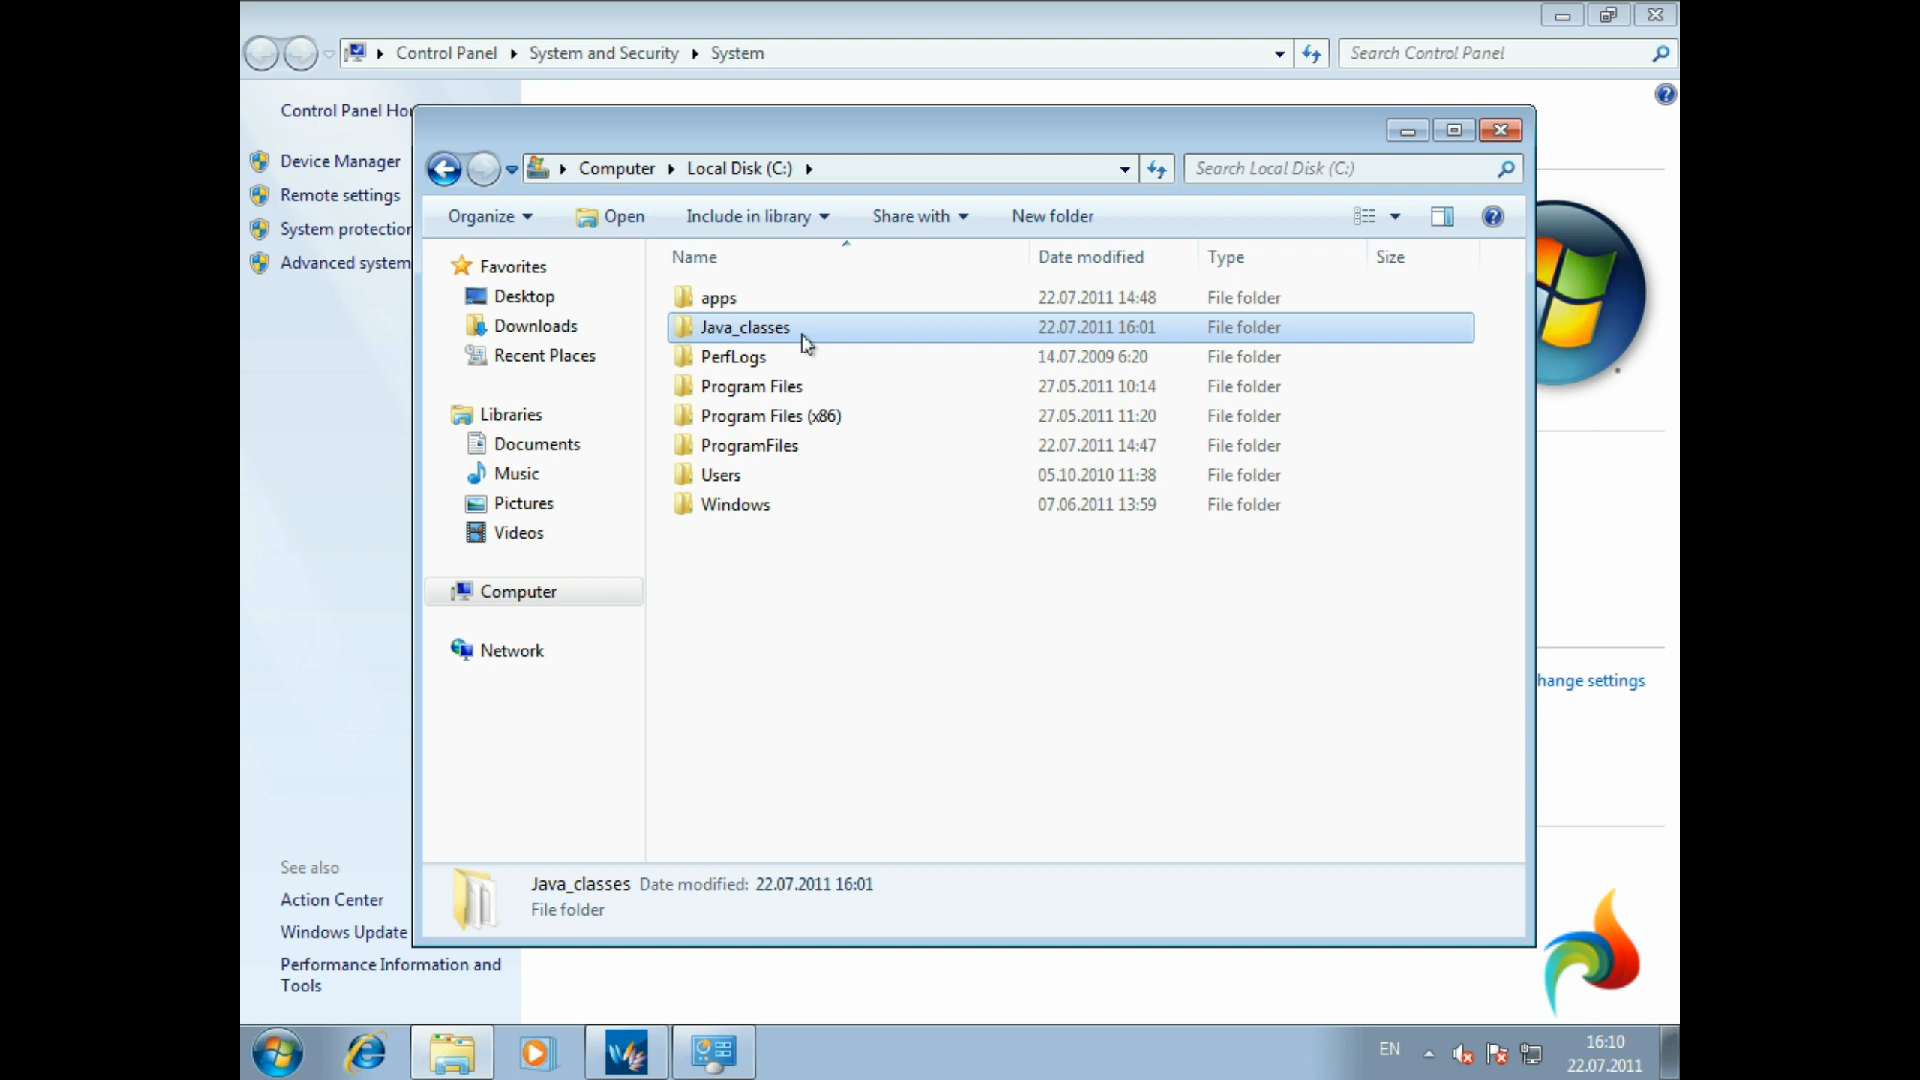 Control Panel System and Security System
Search Control Panel
Control Panel Ho
Device Manager
Remote settings
System protection
Advanced system
Computer Local Disk (C:)
Search Local Disk (C:)
Organize Open Include in library Share with New folder
Favorites
Desktop
Downloads
Recent Places
Libraries
Documents
Music
Pictures
Videos
Computer
Network
Name Date modified Type Size
apps 22.07.2011 14:48 File folder
Java_classes 22.07.2011 16:01 File folder
PerfLogs 14.07.2009 6:20 File folder
Program Files 27.05.2011 10:14 File folder
Program Files (x86) 27.05.2011 11:20 File folder
ProgramFiles 22.07.2011 14:47 File folder
Users 05.10.2010 11:38 File folder
Windows 07.06.2011 13:59 File folder
hange settings
Java_classes Date modified: 22.07.2011 16:01
File folder
See also
Action Center
Windows Update
Performance Information and
Tools
EN
16:10
22.07.2011